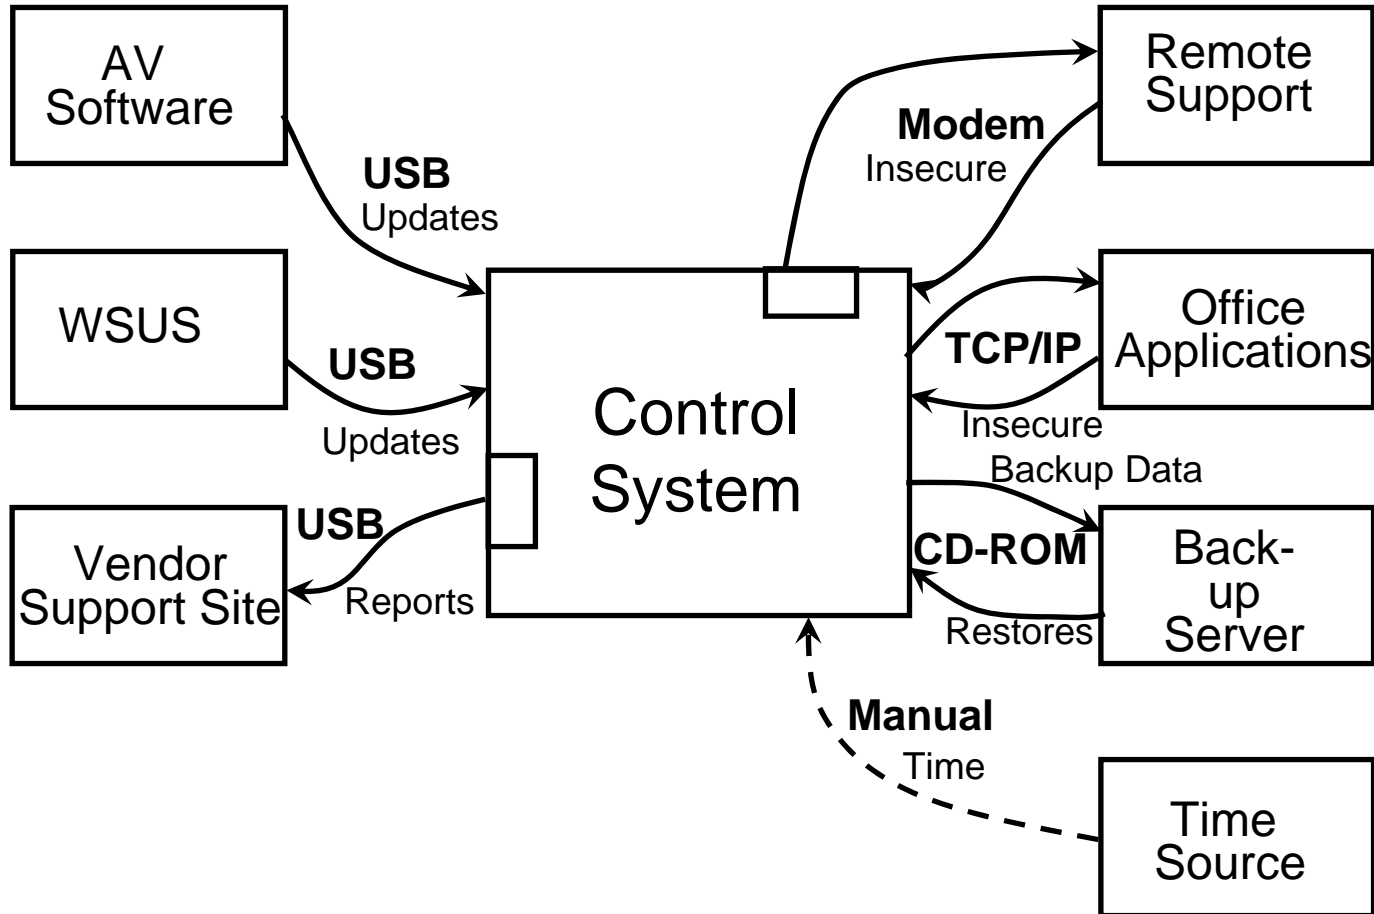 AV
Software
USB
Updates
WSUS
USB
Updates
Vendor
Support Site
USB
Reports
Control
System
Remote
Support
Modem
Insecure
Office
Applications
TCP/IP
Insecure
Backup Data
CD-ROM
Restores
Back-
up
Server
Manual
Time
Time
Source